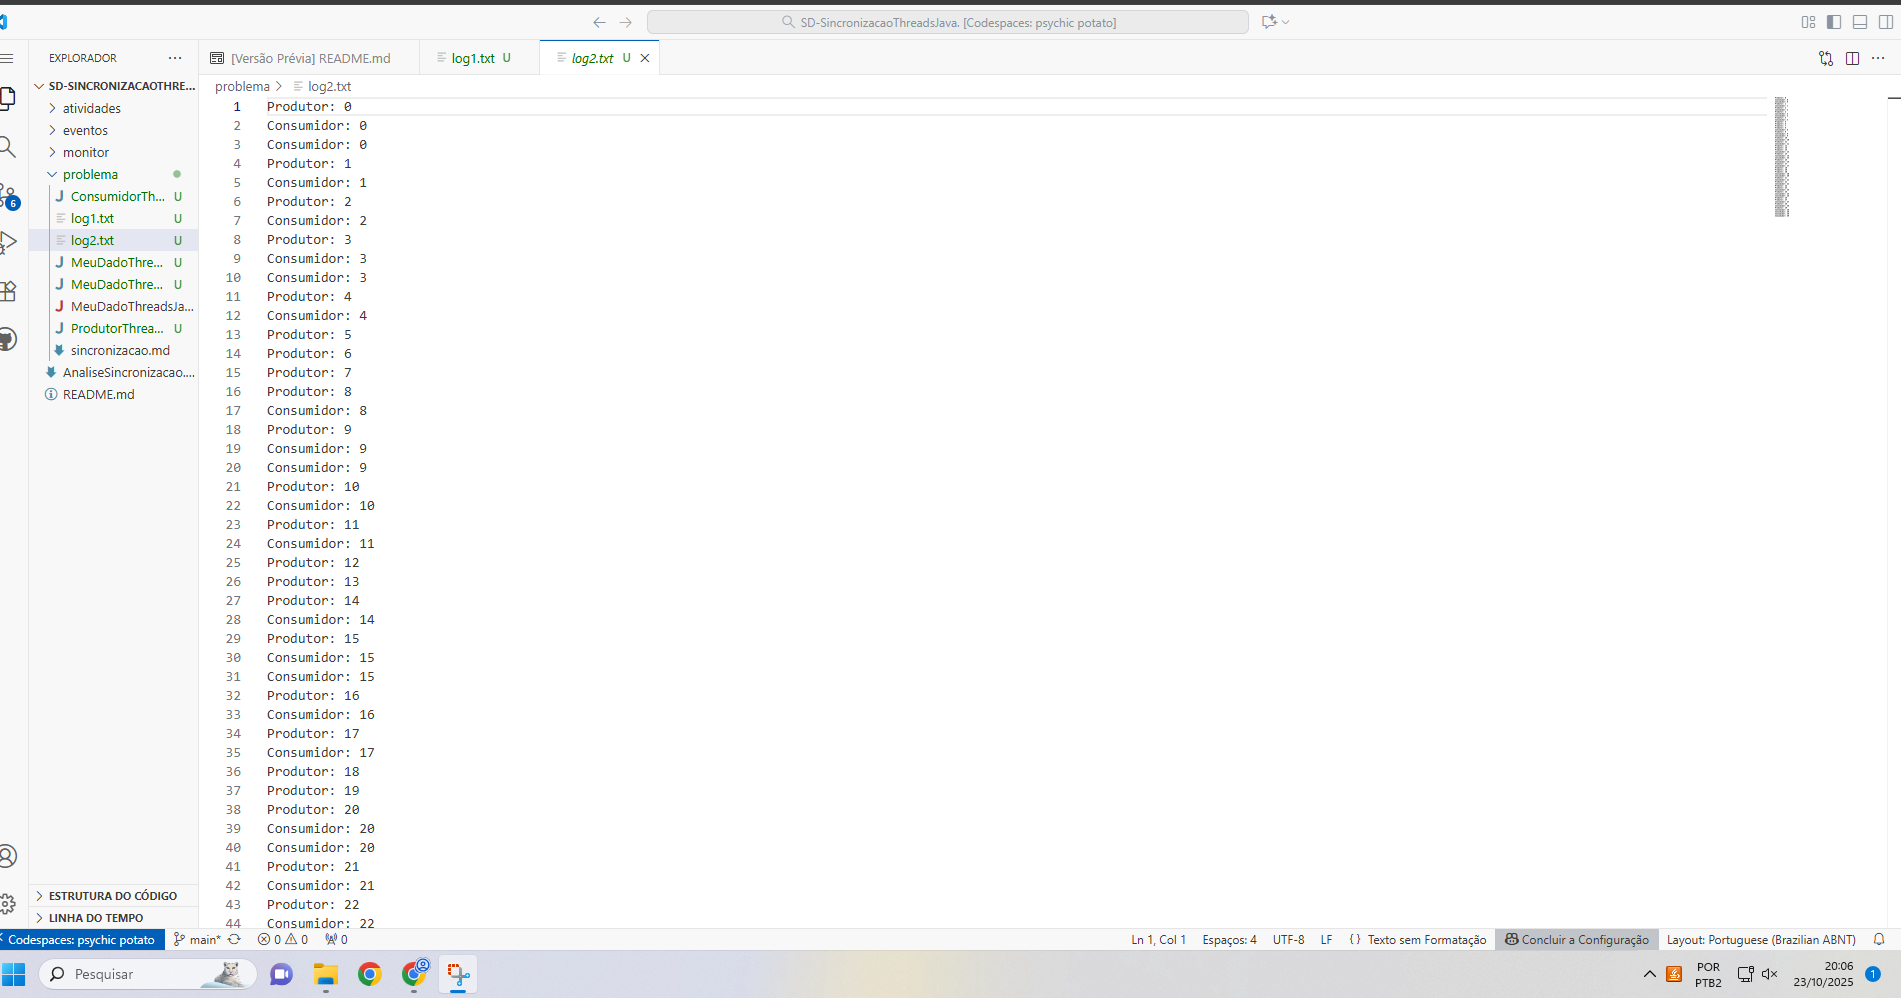 SD-SincronizacaoThreadsJava. [Codespaces: psychic potato]
EXPLORADOR
[Versão Prévia] README.md
log1.txt U
log2.txt U
SD-SINCRONIZACAOTHRE...
problema > log2.txt
atividades
eventos
monitor
problema
ConsumidorTh... U
log1.txt U
log2.txt U
MeuDadoThre... U
MeuDadoThre... U
MeuDadoThreadsJa...
ProdutorThrea... U
sincronizacao.md
AnaliseSincronizacao....
README.md
6
1 Produtor: 0
2 Consumidor: 0
3 Consumidor: 0
4 Produtor: 1
5 Consumidor: 1
6 Produtor: 2
7 Consumidor: 2
8 Produtor: 3
9 Consumidor: 3
10 Consumidor: 3
11 Produtor: 4
12 Consumidor: 4
13 Produtor: 5
14 Produtor: 6
15 Produtor: 7
16 Produtor: 8
17 Consumidor: 8
18 Produtor: 9
19 Consumidor: 9
20 Consumidor: 9
21 Produtor: 10
22 Consumidor: 10
23 Produtor: 11
24 Consumidor: 11
25 Produtor: 12
26 Produtor: 13
27 Produtor: 14
28 Consumidor: 14
29 Produtor: 15
30 Consumidor: 15
31 Consumidor: 15
32 Produtor: 16
33 Consumidor: 16
34 Produtor: 17
35 Consumidor: 17
36 Produtor: 18
37 Produtor: 19
38 Produtor: 20
39 Consumidor: 20
40 Consumidor: 20
41 Produtor: 21
42 Consumidor: 21
43 Produtor: 22
44 Consumidor: 22
ESTRUTURA DO CÓDIGO
LINHA DO TEMPO
Codespaces: psychic potato
main*
0 0
0
Ln 1, Col 1
Espaços: 4
UTF-8
LF
{ } Texto sem Formatação
Concluir a Configuração
Layout: Portuguese (Brazilian ABNT)
Pesquisar
POR
PTB2
20:06
23/10/2025
1